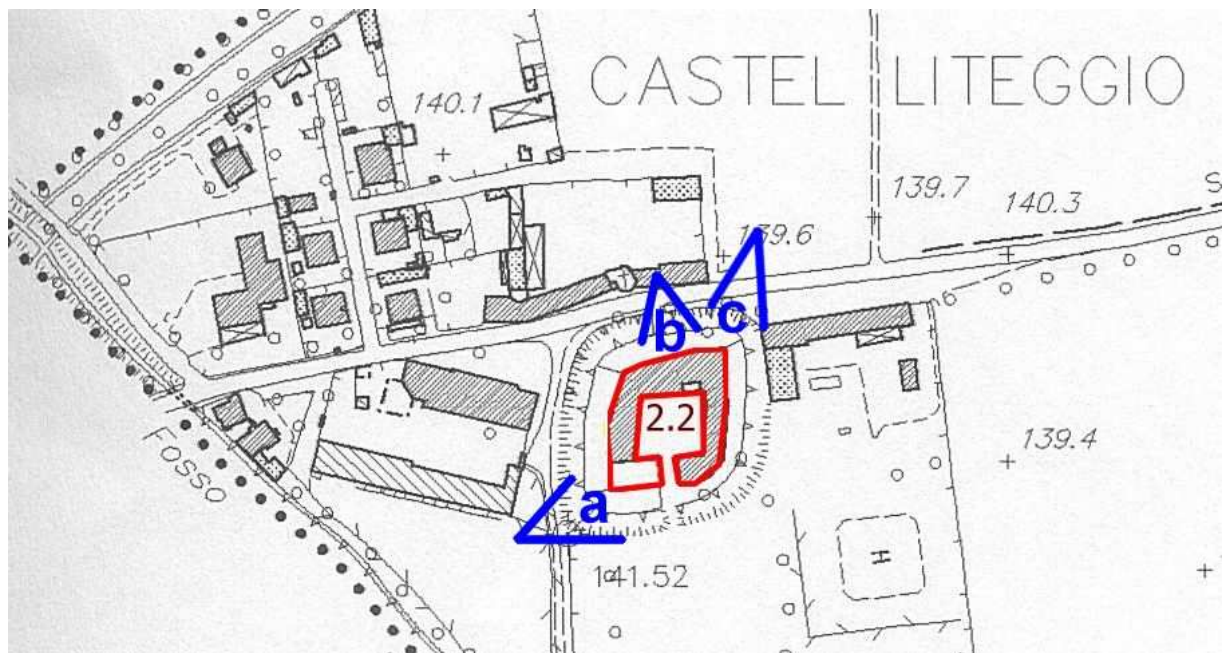 CASTEL LITEGGIO
140.1
139.7
140.3
S
139.6
b
c
2.2
139.4
FOSSO
a
H
141.52